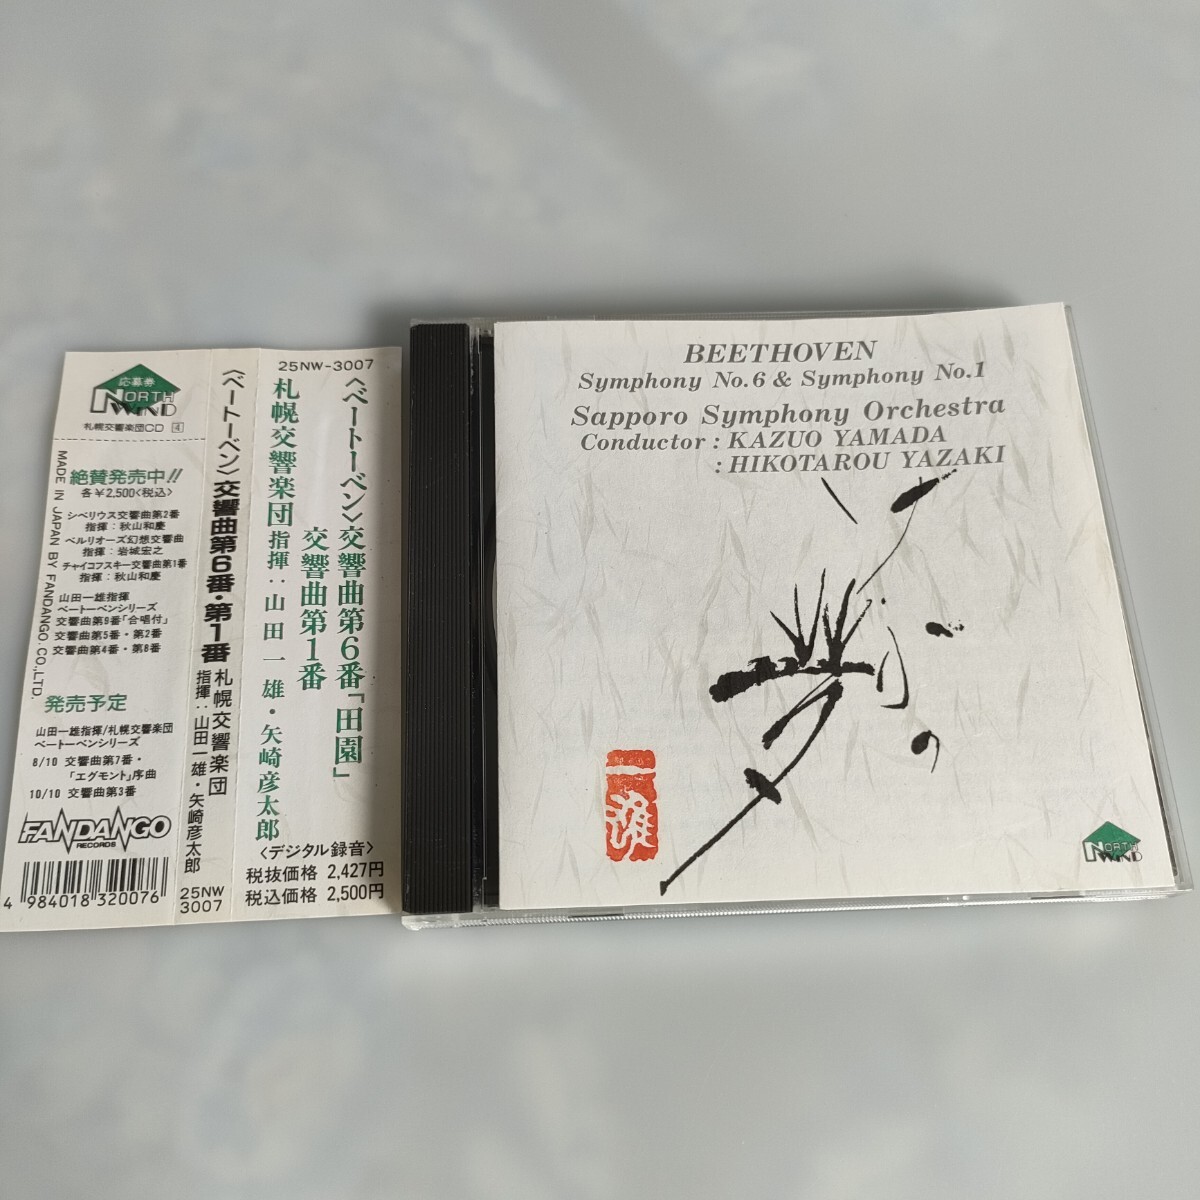 応募券
NORTH
WIND
札幌交響楽団CD 4
絶賛発売中!!
各¥2,500<税込>
シベリウス交響曲第2番
指揮:秋山和慶
ベルリオーズ幻想交響曲
指揮:岩城宏之
チャイコフスキー交響曲第1番
指揮:秋山和慶
山田一雄指揮
ベートーベンシリーズ
交響曲第9番「合唱付」
交響曲第5番・第2番
交響曲第4番・第8番
発売予定
山田一雄指揮/札幌交響楽団
ベートーベンシリーズ
8/10 交響曲第7番・
「エグモント」序曲
10/10 交響曲第3番
FANDANGO
RECORDS
4 984018 320076
MADE IN JAPAN BY FANDANGO.CO.,LTD.
〈ベートーベン〉交響曲第6番・第1番
札幌交響楽団
指揮:山田一雄・矢崎彦太郎
25NW
3007
25NW-3007
〈ベートーベン〉交響曲第6番「田園」
交響曲第1番
札幌交響楽団 指揮:山田一雄・矢崎彦太郎
<デジタル録音>
税抜価格 2,427円
税込価格 2,500円
BEETHOVEN
Symphony No.6 & Symphony No.1
Sapporo Symphony Orchestra
Conductor : KAZUO YAMADA
: HIKOTAROU YAZAKI
NORTH
WIND